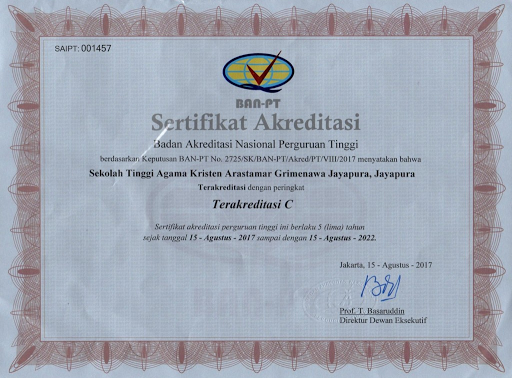 SAIPT: 001457
BAN-PT
Sertifikat Akreditasi
Badan Akreditasi Nasional Perguruan Tinggi
berdasarkan Keputusan BAN-PT No. 2725/SK/BAN-PT/Akred/PT/VIII/2017 menyatakan bahwa
Sekolah Tinggi Agama Kristen Arastamar Grimenawa Jayapura, Jayapura
Terakreditasi dengan peringkat
Terakreditasi C
Sertifikat akreditasi perguruan tinggi ini berlaku 5 (lima) tahun
sejak tanggal 15 - Agustus - 2017 sampai dengan 15 - Agustus - 2022.
Jakarta, 15 - Agustus - 2017
Prof. T. Basaruddin
Direktur Dewan Eksekutif